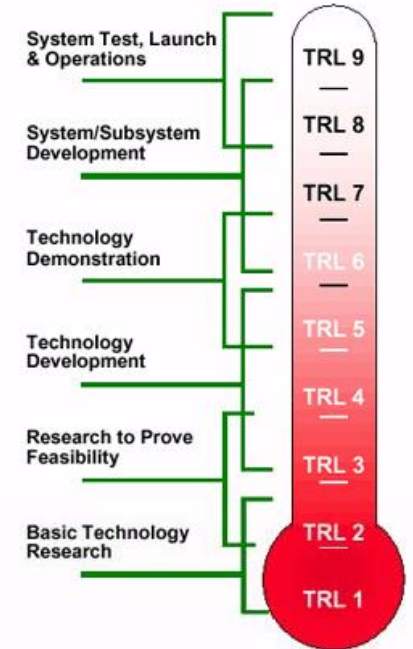 System Test, Launch
& Operations
System/Subsystem
Development
Technology
Demonstration
Technology
Development
Research to Prove
Feasibility
Basic Technology
Research
TRL 9
TRL 8
TRL 7
TRL 6
TRL 5
TRL 4
TRL 3
TRL 2
TRL 1